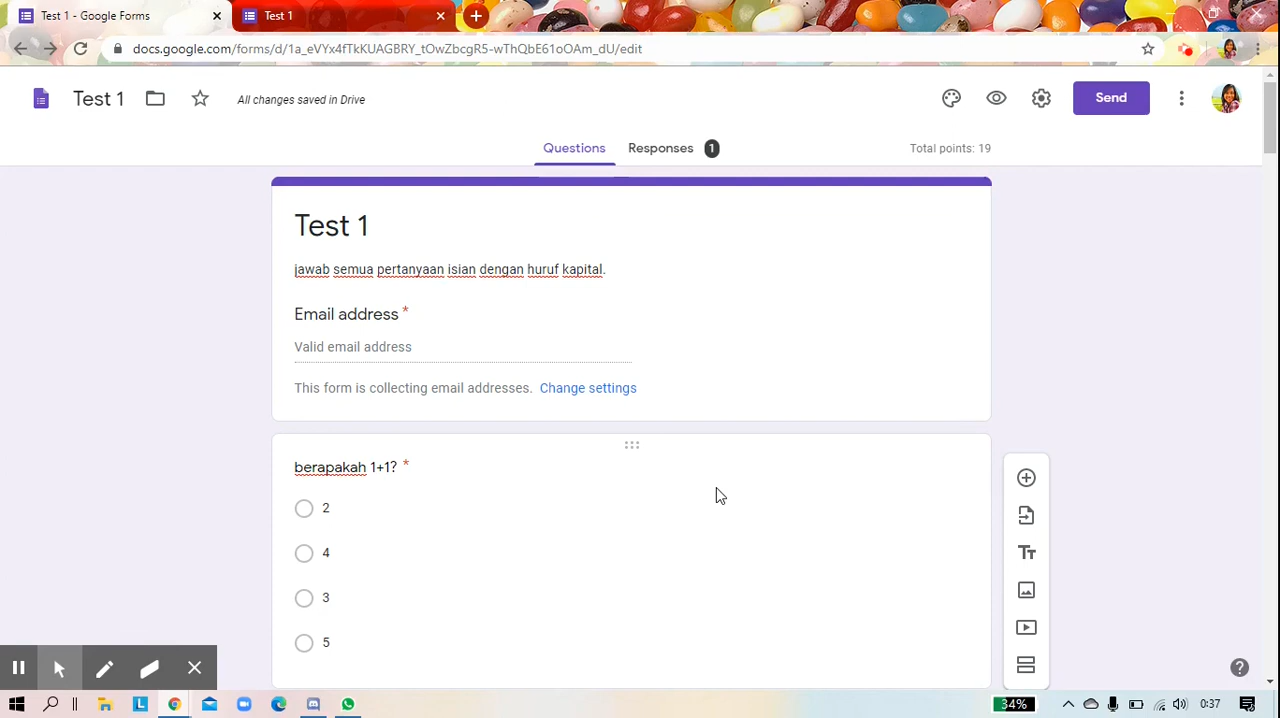 Test 1 - Google Forms
Test 1
docs.google.com/forms/d/1a_eVYx4fTkKUAGBRY_tOwZbcgR5-wThQbE61oOAm_dU/edit
Test 1
All changes saved in Drive
Send
Questions
Responses 1
Total points: 19
Test 1
jawab semua pertanyaan isian dengan huruf kapital.
Email address *
Valid email address
This form is collecting email addresses. Change settings
berapakah 1+1? *
2
4
3
5
Tт
34%
0:37